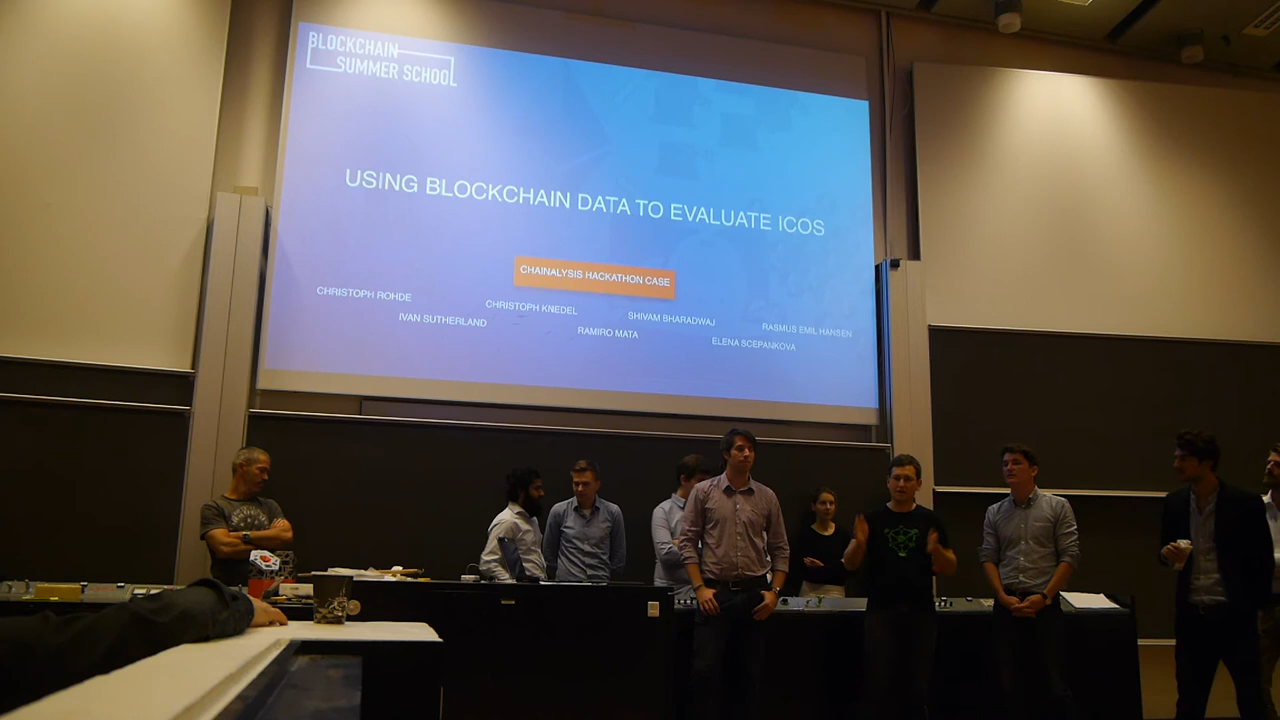 BLOCKCHAIN
SUMMER SCHOOL
USING BLOCKCHAIN DATA TO EVALUATE ICOS
CHAINALYSIS HACKATHON CASE
CHRISTOPH ROHDE
CHRISTOPH KNEDEL
SHIVAM BHARADWAJ
RASMUS EMIL HANSEN
IVAN SUTHERLAND
RAMIRO MATA
ELENA SCEPANKOVA